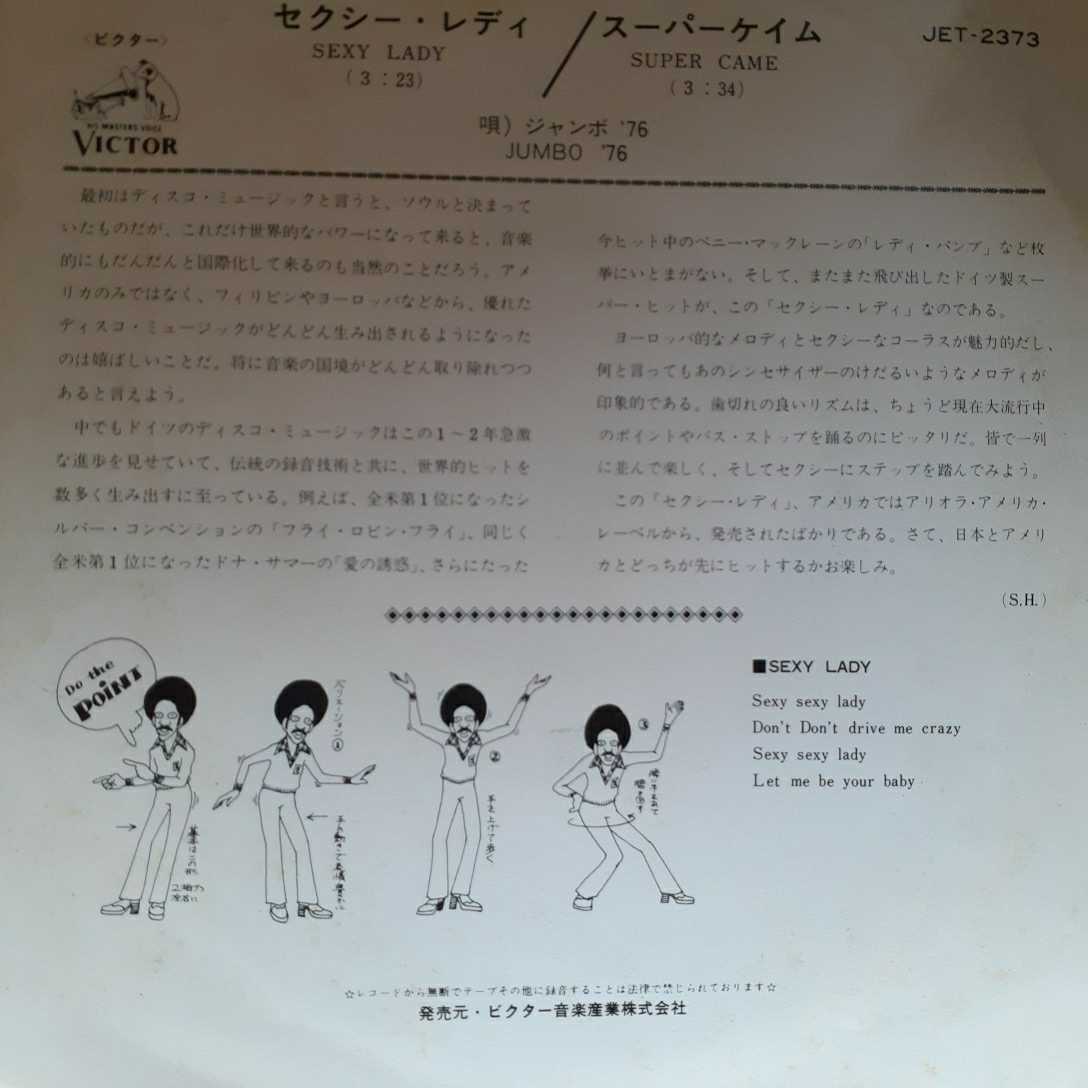 〈ビクター〉
HIS MASTERS VOICE
VICTOR
セクシー・レディ
SEXY LADY
(3:23)
スーパーケイム
SUPER CAME
(3:34)
JET-2373
唄）ジャンボ '76
JUMBO '76
最初はディスコ・ミュージックと言うと、ソウルと決まって
いたものだが、これだけ世界的なパワーになって来ると、音楽
的にもだんだんと国際化して来るのも当然のことだろう。アメ
リカのみではなく、フィリピンやヨーロッパなどから、優れた
ディスコ・ミュージックがどんどん生み出されるようになった
のは嬉ばしいことだ。将に音楽の国境がどんどん取り除れつつ
あると言えよう。
中でもドイツのディスコ・ミュージックはこの1～2年急激
な進歩を見せていて、伝統の録音技術と共に、世界的ヒットを
数多く生み出すに至っている。例えば、全米第1位になったシ
ルバー・コンベンションの「フライ・ロビン・フライ」、同じく
全米第1位になったドナ・サマーの「愛の誘惑」、さらにたった
今ヒット中のペニー・マックレーンの「レディ・バンプ」など枚
挙にいとまがない。そして、またまた飛び出したドイツ製スー
パー・ヒットが、この「セクシー・レディ」なのである。
ヨーロッパ的なメロディとセクシーなコーラスが魅力的だし、
何と言ってもあのシンセサイザーのけだるいようなメロディが
印象的である。歯切れの良いリズムは、ちょうど現在大流行中
のポイントやバス・ストップを踊るのにピッタリだ。皆で一列
に並んで楽しく、そしてセクシーにステップを踏んでみよう。
この「セクシー・レディ」、アメリカではアリオラ・アメリカ・
レーベルから、発売されたばかりである。さて、日本とアメリ
カとどっちが先にヒットするかお楽しみ。
(S.H.)
Do the
POINT
基本はこの形
バリエーション①
②
手を上げて歩く
③
■SEXY LADY
Sexy sexy lady
Don't Don't drive me crazy
Sexy sexy lady
Let me be your baby
☆レコードから無断でテープその他に録音することは法律で禁じられております☆
発売元・ビクター音楽産業株式会社